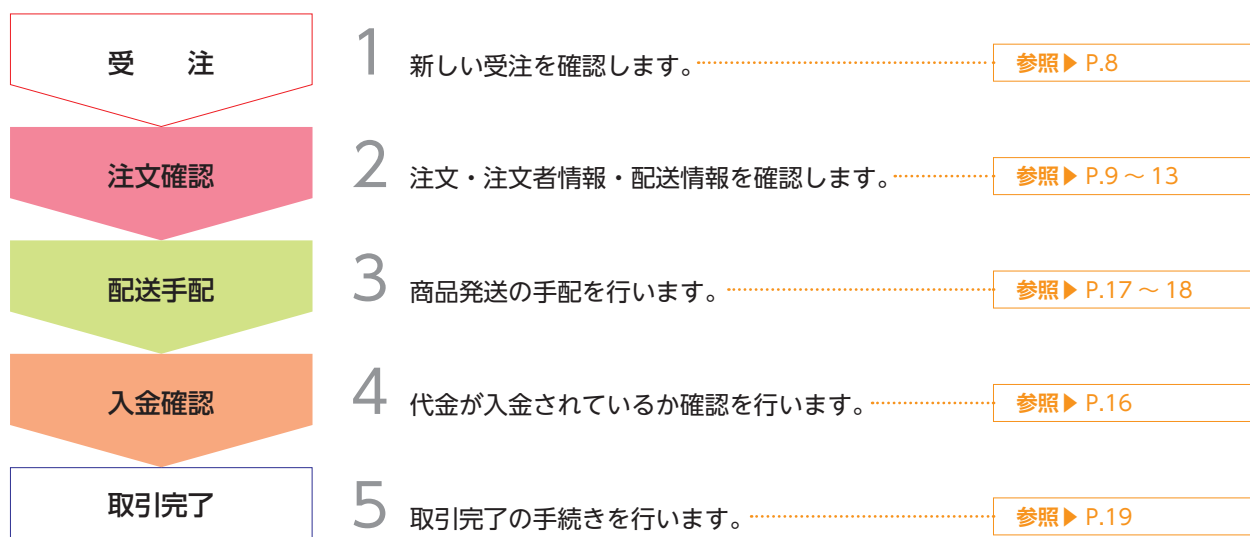 受　注
1 新しい受注を確認します。 参照▶ P.8
注文確認
2 注文・注文者情報・配送情報を確認します。 参照▶ P.9～13
配送手配
3 商品発送の手配を行います。 参照▶ P.17～18
入金確認
4 代金が入金されているか確認を行います。 参照▶ P.16
取引完了
5 取引完了の手続きを行います。 参照▶ P.19